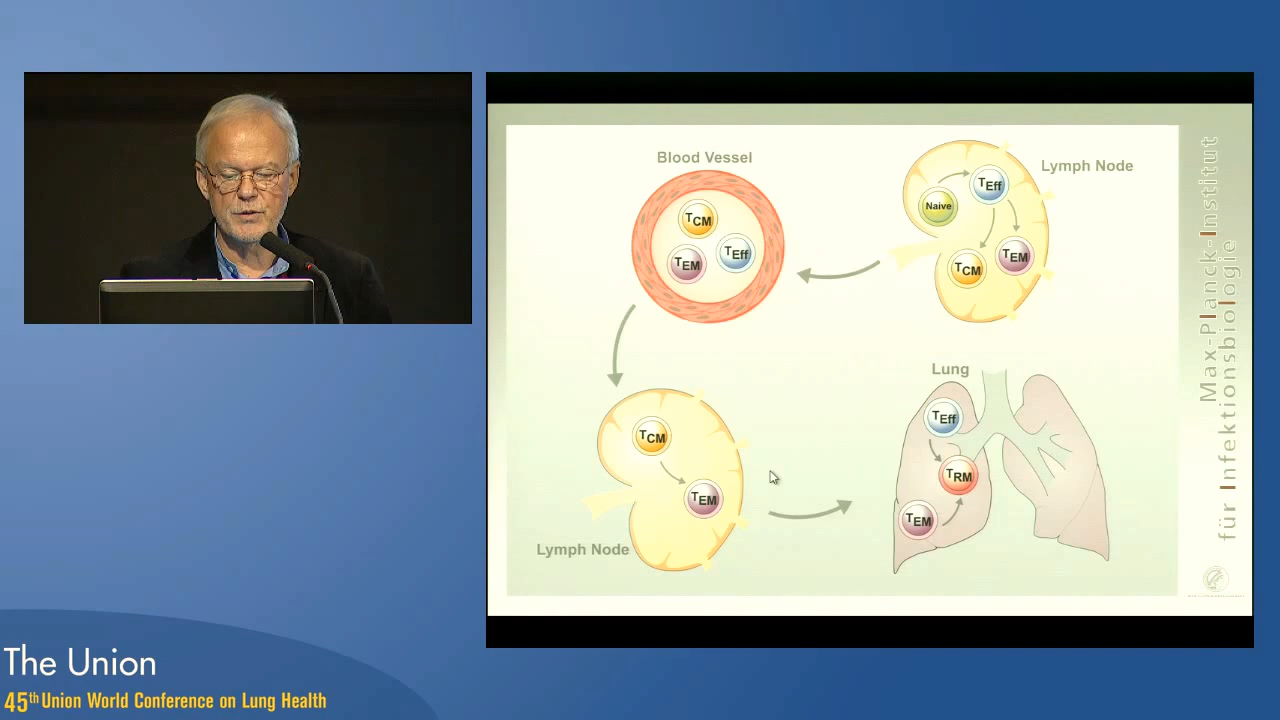 Blood Vessel
TCM
TEM
TEff
Lymph Node
Naive
TEff
TCM
TEM
TCM
TEM
Lymph Node
Lung
TEff
TRM
TEM
Max-Planck-Institut
für Infektionsbiologie
The Union
45th Union World Conference on Lung Health